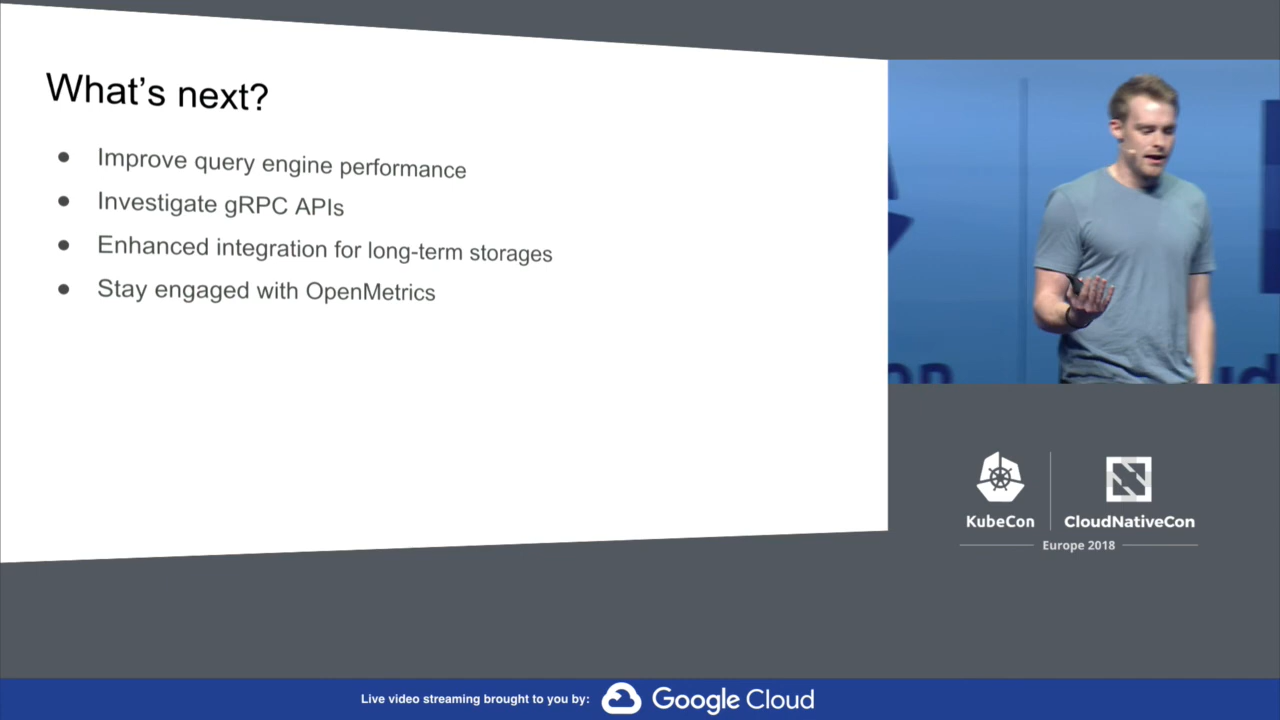 What's next?
● Improve query engine performance
● Investigate gRPC APIs
● Enhanced integration for long-term storages
● Stay engaged with OpenMetrics
KubeCon
CloudNativeCon
Europe 2018
Live video streaming brought to you by: Google Cloud